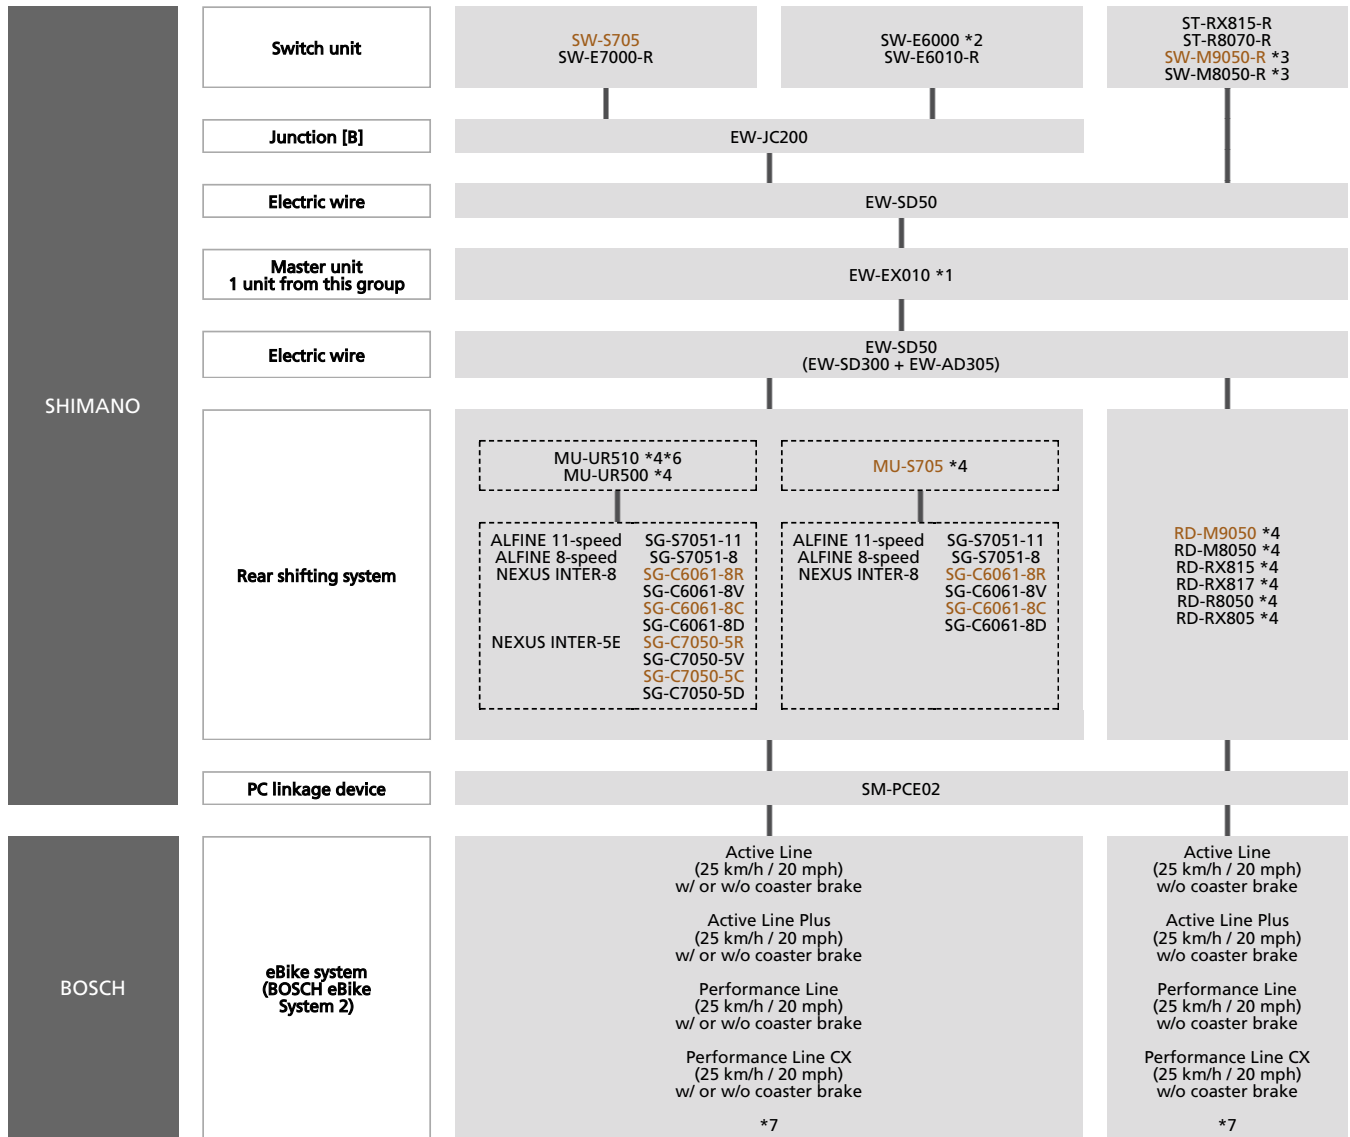 SHIMANO
Switch unit
SW-S705
SW-E7000-R
SW-E6000 *2
SW-E6010-R
ST-RX815-R
ST-R8070-R
SW-M9050-R *3
SW-M8050-R *3
Junction [B]
EW-JC200
Electric wire
EW-SD50
Master unit
1 unit from this group
EW-EX010 *1
Electric wire
EW-SD50
(EW-SD300 + EW-AD305)
Rear shifting system
MU-UR510 *4*6
MU-UR500 *4
ALFINE 11-speed SG-S7051-11
ALFINE 8-speed SG-S7051-8
NEXUS INTER-8 SG-C6061-8R
SG-C6061-8V
SG-C6061-8C
SG-C6061-8D
NEXUS INTER-5E SG-C7050-5R
SG-C7050-5V
SG-C7050-5C
SG-C7050-5D
MU-S705 *4
ALFINE 11-speed SG-S7051-11
ALFINE 8-speed SG-S7051-8
NEXUS INTER-8 SG-C6061-8R
SG-C6061-8V
SG-C6061-8C
SG-C6061-8D
RD-M9050 *4
RD-M8050 *4
RD-RX815 *4
RD-RX817 *4
RD-R8050 *4
RD-RX805 *4
PC linkage device
SM-PCE02
BOSCH
eBike system
(BOSCH eBike
System 2)
Active Line
(25 km/h / 20 mph)
w/ or w/o coaster brake
Active Line Plus
(25 km/h / 20 mph)
w/ or w/o coaster brake
Performance Line
(25 km/h / 20 mph)
w/ or w/o coaster brake
Performance Line CX
(25 km/h / 20 mph)
w/ or w/o coaster brake
*7
Active Line
(25 km/h / 20 mph)
w/o coaster brake
Active Line Plus
(25 km/h / 20 mph)
w/o coaster brake
Performance Line
(25 km/h / 20 mph)
w/o coaster brake
Performance Line CX
(25 km/h / 20 mph)
w/o coaster brake
*7